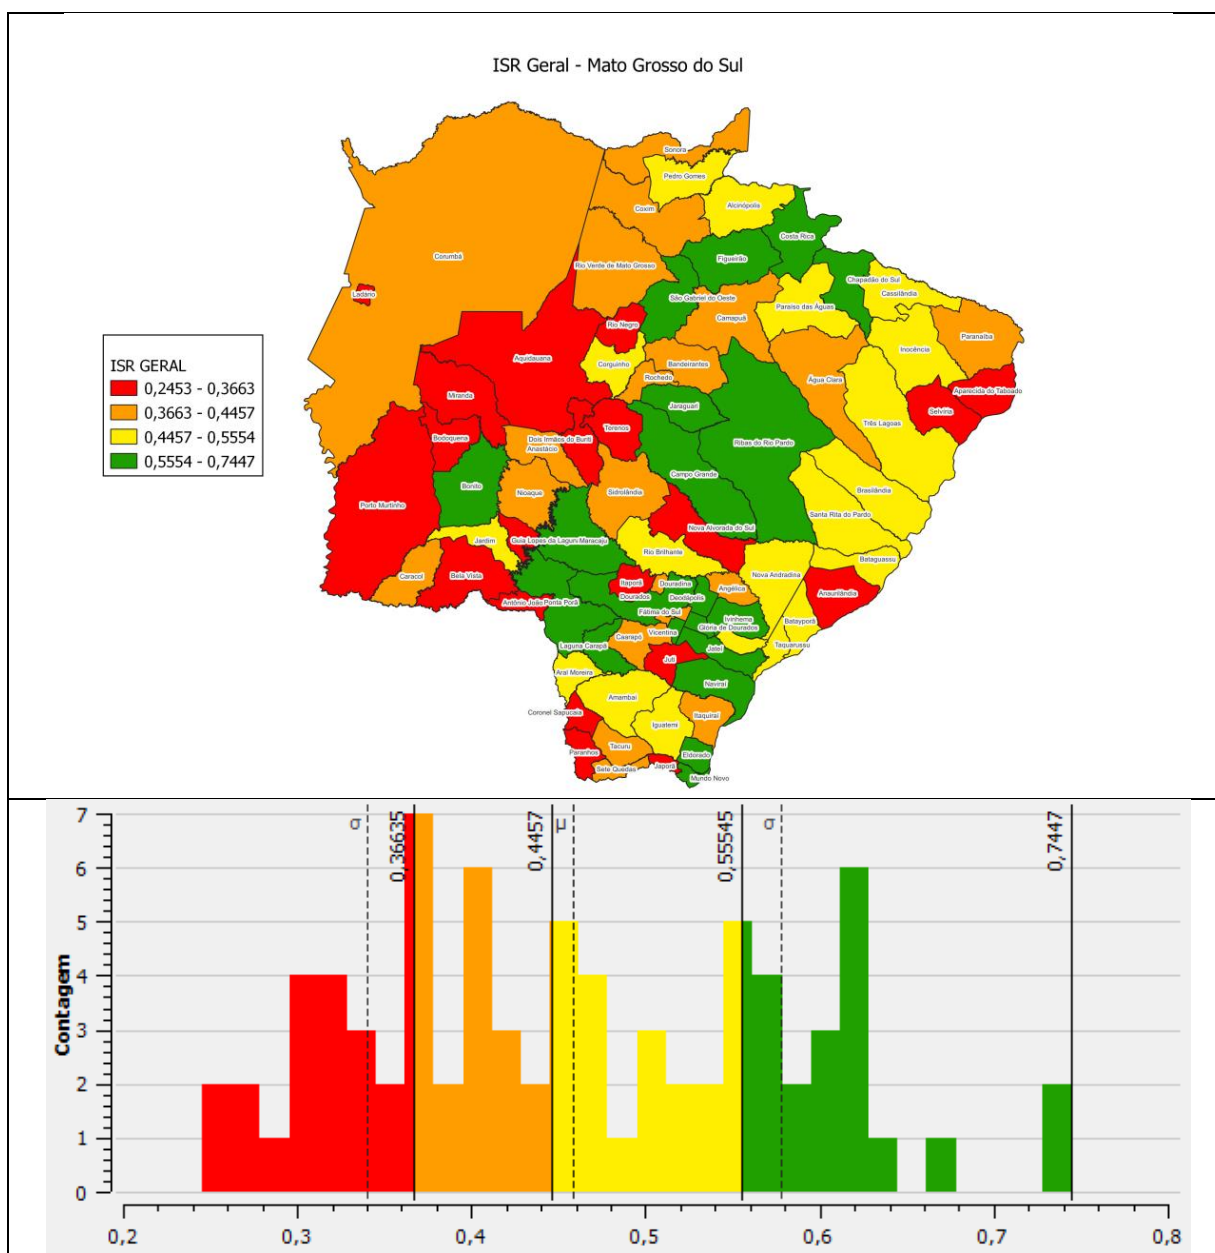 ISR Geral - Mato Grosso do Sul
Sonora
Pedro Gomes
Alcinópolis
Coxim
Costa Rica
Corumbá
Figueirão
Rio Verde de Mato Grosso
Chapadão do Sul
Cassilândia
Ladário
São Gabriel do Oeste
Paraíso das Águas
Camapuã
Rio Negro
Paranaíba
Inocência
Aquidauana
Corguinho
Bandeirantes
Rochedo
Água Clara
Aparecida do Taboado
Miranda
Jaraguari
Selvíria
Três Lagoas
Terenos
Bodoquena
Dois Irmãos do Buriti
Anastácio
Ribas do Rio Pardo
Campo Grande
Bonito
Nioaque
Sidrolândia
Brasilândia
Porto Murtinho
Santa Rita do Pardo
Nova Alvorada do Sul
Jardim
Guia Lopes da Laguna
Maracaju
Rio Brilhante
Bataguassu
Caracol
Bela Vista
Nova Andradina
Itaporã
Douradina
Angélica
Anaurilândia
Antônio João
Ponta Porã
Dourados
Deodápolis
Fátima do Sul
Ivinhema
Glória de Dourados
Batayporã
Laguna Carapã
Caarapó
Vicentina
Jateí
Taquarussu
Juti
Aral Moreira
Naviraí
Amambai
Coronel Sapucaia
Iguatemi
Itaquiraí
Paranhos
Tacuru
Eldorado
Sete Quedas
Japorã
Mundo Novo
ISR GERAL
0,2453 - 0,3663
0,3663 - 0,4457
0,4457 - 0,5554
0,5554 - 0,7447
σ
0,36635
0,4457
μ
0,55545
σ
0,7447
Contagem
7
6
5
4
3
2
1
0
0,2 0,3 0,4 0,5 0,6 0,7 0,8